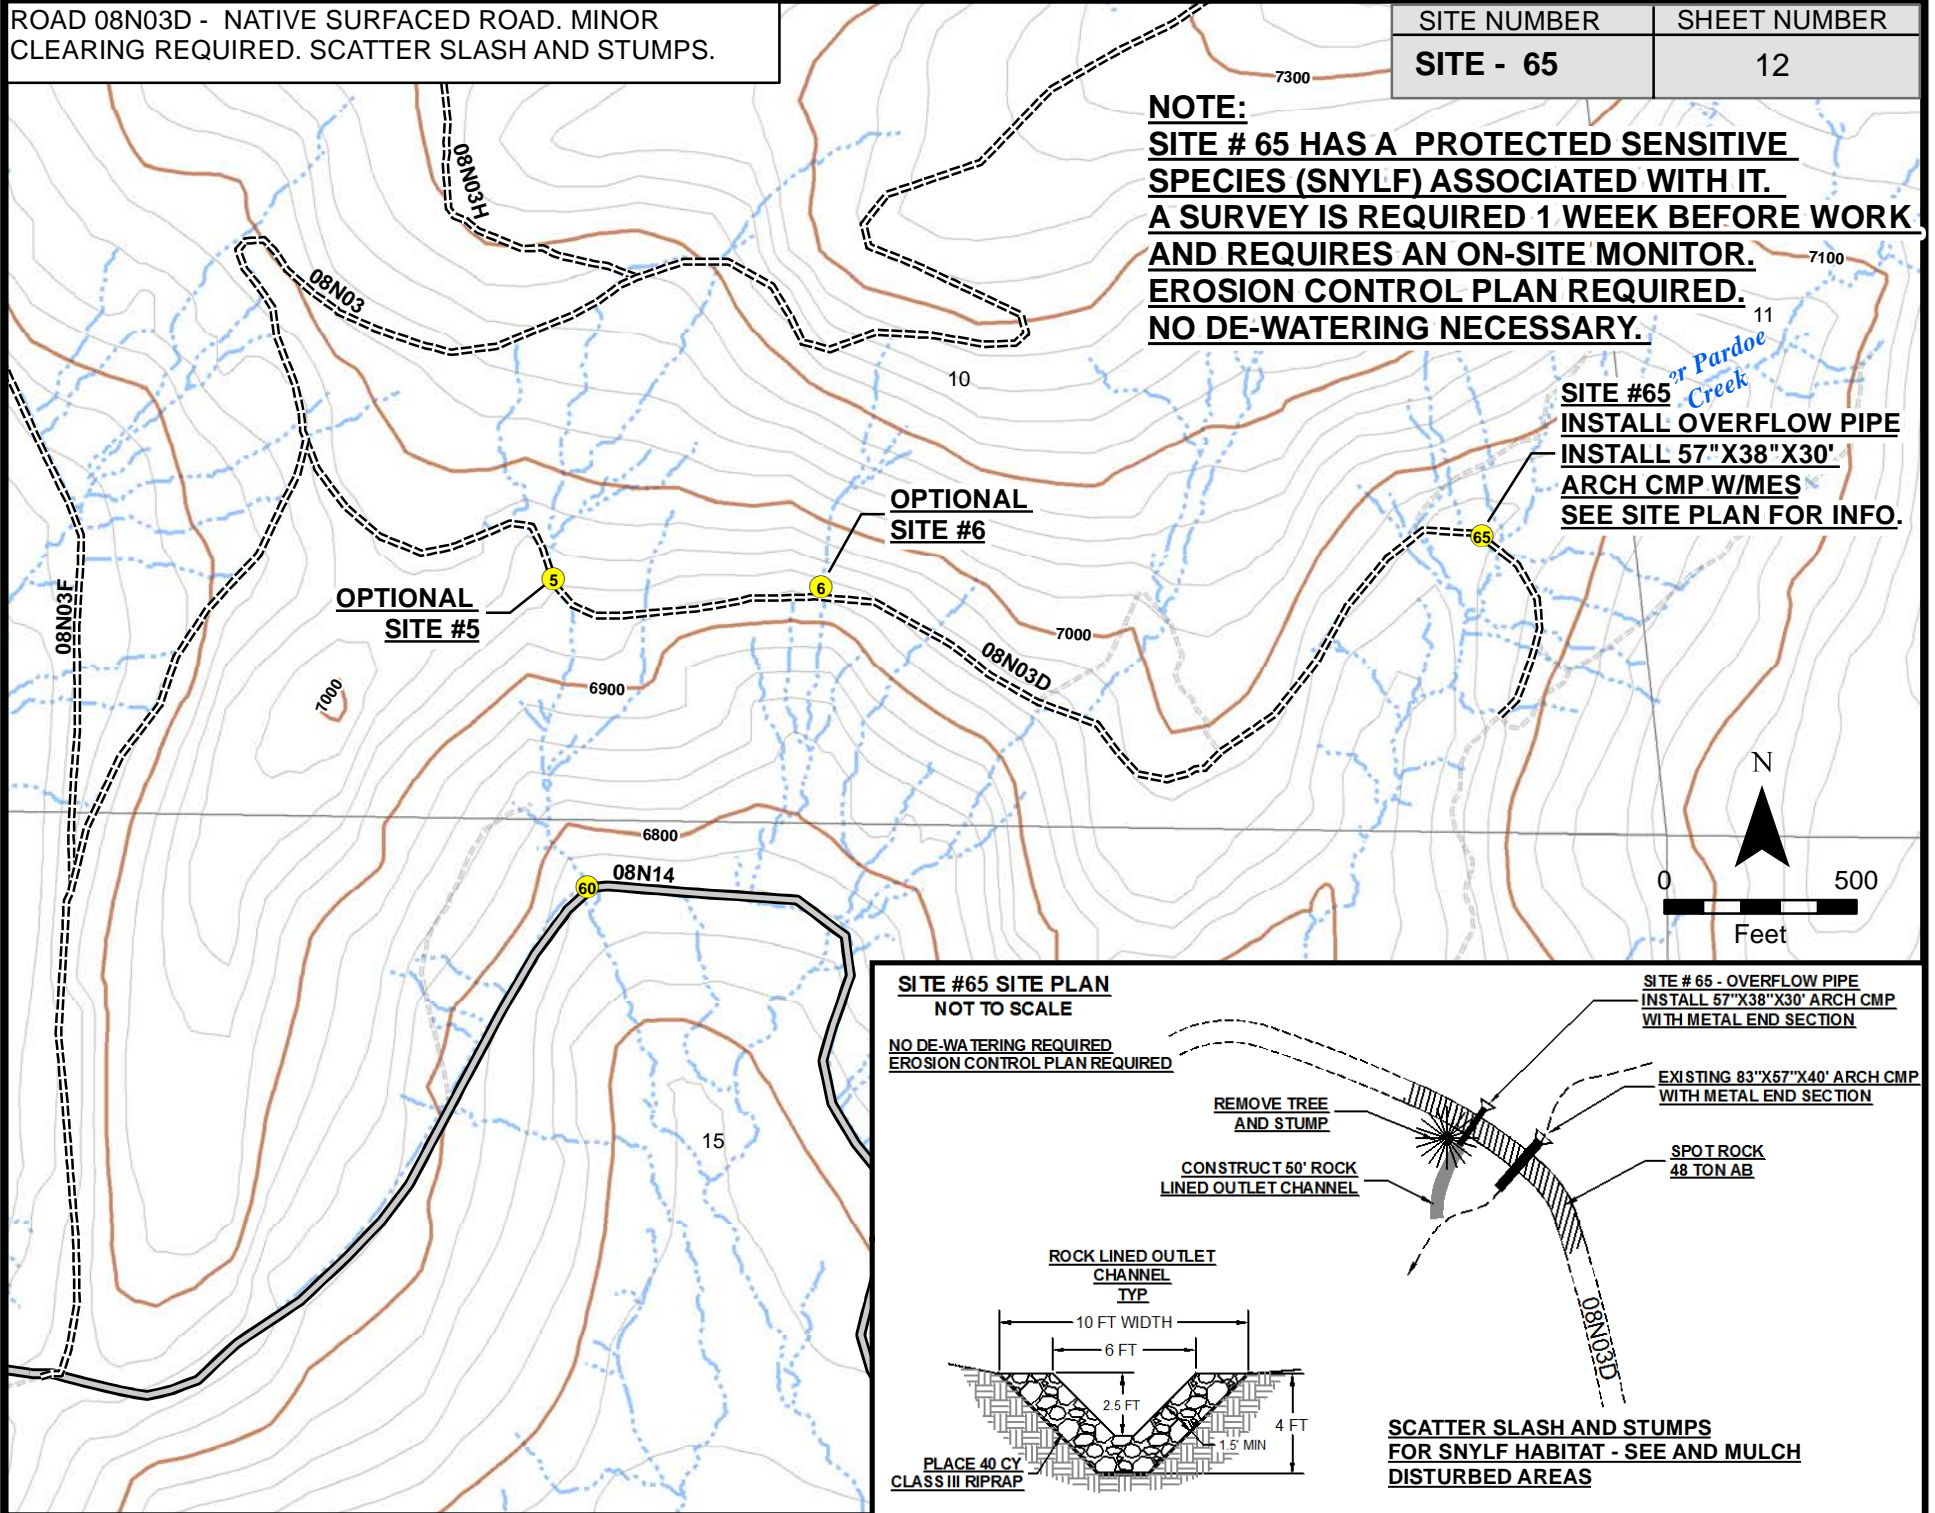 ROAD 08N03D - NATIVE SURFACED ROAD. MINOR
CLEARING REQUIRED. SCATTER SLASH AND STUMPS.
SITE NUMBER
SHEET NUMBER
SITE - 65
12
NOTE:
SITE # 65 HAS A PROTECTED SENSITIVE
SPECIES (SNYLF) ASSOCIATED WITH IT.
A SURVEY IS REQUIRED 1 WEEK BEFORE WORK
AND REQUIRES AN ON-SITE MONITOR.
EROSION CONTROL PLAN REQUIRED.
NO DE-WATERING NECESSARY.
7300
7100
08N03H
08N03
11
er Pardoe
Creek
10
SITE #65
INSTALL OVERFLOW PIPE
INSTALL 57"X38"X30'
ARCH CMP W/MES
SEE SITE PLAN FOR INFO.
OPTIONAL
SITE #6
65
5
6
OPTIONAL
SITE #5
08N03F
7000
08N03D
6900
7000
N
6800
08N14
60
0
500
Feet
15
SITE #65 SITE PLAN
NOT TO SCALE
NO DE-WATERING REQUIRED
EROSION CONTROL PLAN REQUIRED
SITE # 65 - OVERFLOW PIPE
INSTALL 57"X38"X30' ARCH CMP
WITH METAL END SECTION
EXISTING 83"X57"X40' ARCH CMP
WITH METAL END SECTION
REMOVE TREE
AND STUMP
SPOT ROCK
48 TON AB
CONSTRUCT 50' ROCK
LINED OUTLET CHANNEL
ROCK LINED OUTLET
CHANNEL
TYP
10 FT WIDTH
6 FT
2.5 FT
4 FT
1.5' MIN
PLACE 40 CY
CLASS III RIPRAP
08N03D
SCATTER SLASH AND STUMPS
FOR SNYLF HABITAT - SEE AND MULCH
DISTURBED AREAS